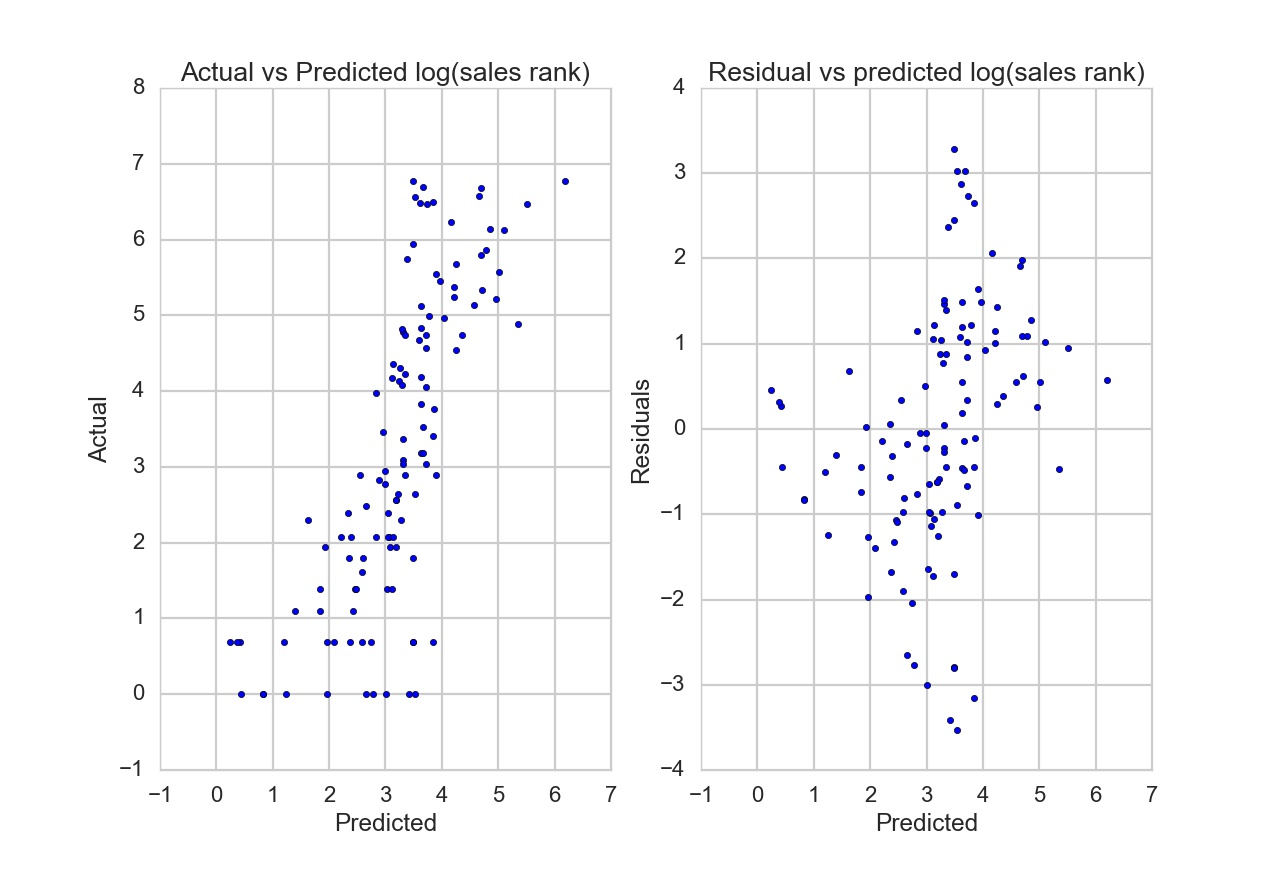 Actual vs Predicted log(sales rank)
8
7
6
5
4
3
2
1
0
−1
Actual
−1 0 1 2 3 4 5 6 7
Predicted
Residual vs predicted log(sales rank)
4
3
2
1
0
−1
−2
−3
−4
Residuals
−1 0 1 2 3 4 5 6 7
Predicted